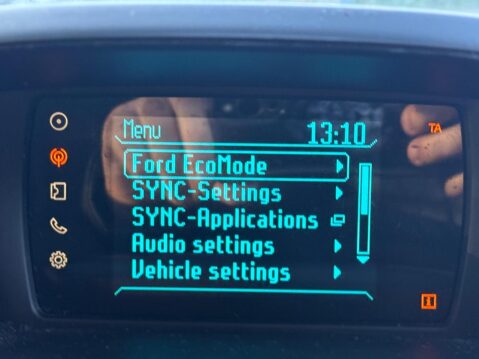 Menu 13:10
TA
Ford EcoMode
SYNC-Settings
SYNC-Applications
Audio settings
Vehicle settings